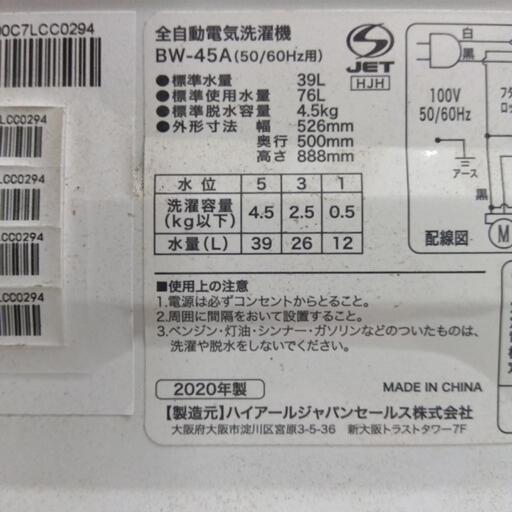 00C7LCC0294
LCC0294
LCC0294
LCC0294
LCC0294
全自動電気洗濯機
BW-45A(50/60Hz用)
S
JET
HJH
●標準水量 39L
●標準使用水量 76L
●標準脱水容量 4.5kg
●外形寸法 幅 526mm
奥行 500mm
高さ 888mm
水位 5 3 1
洗濯容量(kg以下) 4.5 2.5 0.5
水量(L) 39 26 12
白
黒
100V
50/60Hz
フタ
ロッ
アース
黒
M
配線図
■使用上の注意
1.電源は必ずコンセントからとること。
2.周囲に間隔をおいて設置すること。
3.ベンジン・灯油・シンナー・ガソリンなどのついたものは、
洗濯や脱水をしないでください。
2020年製
MADE IN CHINA
【製造元】ハイアールジャパンセールス株式会社
大阪府大阪市淀川区宮原3-5-36 新大阪トラストタワー7F